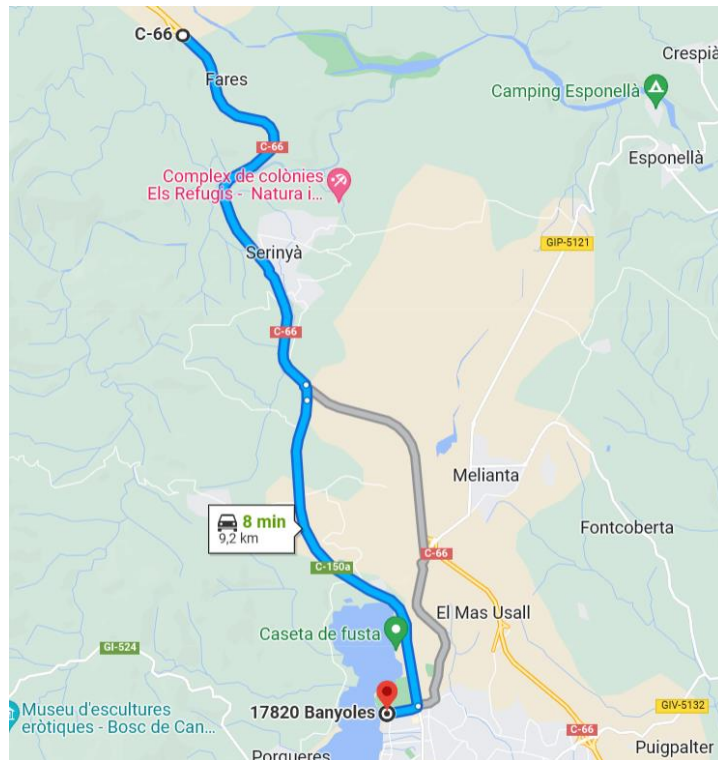 C-66
Fares
Crespià
Camping Esponellà
C-66
Esponellà
Complex de colònies
Els Refugis - Natura i...
GIP-5121
Serinyà
C-66
Melianta
8 min
9,2 km
Fontcoberta
C-66
C-150a
El Mas Usall
Caseta de fusta
GI-524
17820 Banyoles
GIV-5132
Museu d'escultures
eròtiques - Bosc de Can...
C-66
Puigpalter
Porqueres